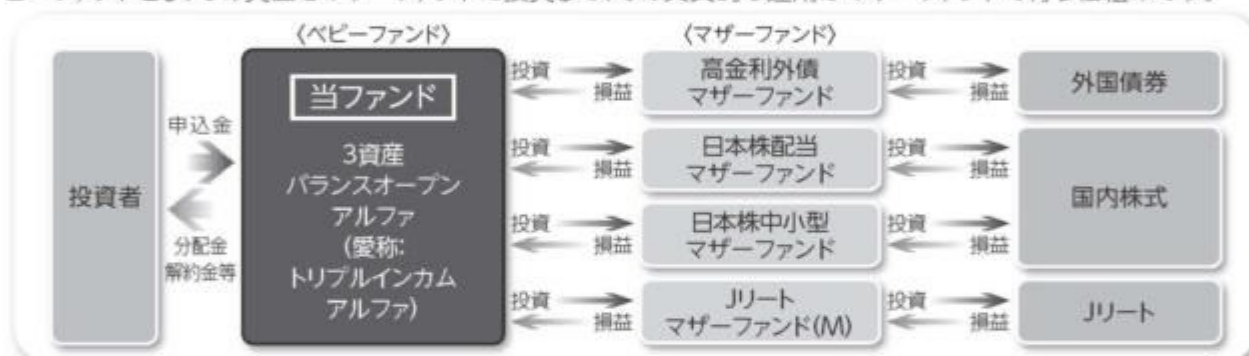 〈ベビーファンド〉
〈マザーファンド〉
投資者
申込金
分配金
解約金等
当ファンド
3資産
バランスオープン
アルファ
(愛称:
トリプルインカム
アルファ)
投資
損益
高金利外債
マザーファンド
投資
損益
外国債券
投資
損益
日本株配当
マザーファンド
投資
損益
国内株式
投資
損益
日本株中小型
マザーファンド
投資
損益
投資
損益
Jリート
マザーファンド(M)
投資
損益
Jリート